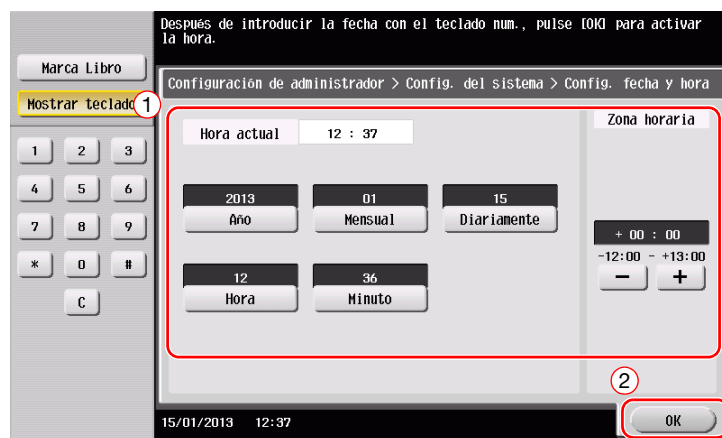 Después de introducir la fecha con el teclado num., pulse [OK] para activar
la hora.
Marca Libro
Mostrar teclado
1
Configuración de administrador > Config. del sistema > Config. fecha y hora
Hora actual
12 : 37
Zona horaria
1 2 3
4 5 6
7 8 9
* 0 #
C
2013
Año
01
Mensual
15
Diariamente
12
Hora
36
Minuto
+ 00 : 00
-12:00 - +13:00
− +
2
15/01/2013 12:37
OK